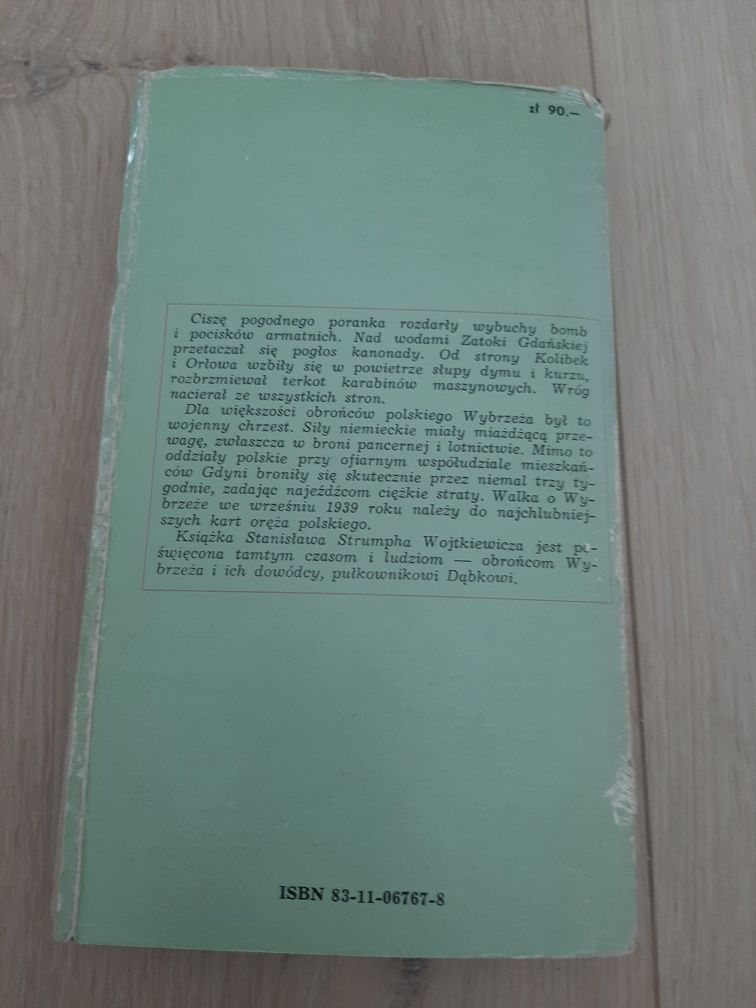 zł 90.—
Ciszę pogodnego poranka rozdarły wybuchy bomb
i pocisków armatnich. Nad wodami Zatoki Gdańskiej
przetaczał się pogłos kanonady. Od strony Kolibek
i Orłowa wzbiły się w powietrze słupy dymu i kurzu,
rozbrzmiewał terkot karabinów maszynowych. Wróg
nacierał ze wszystkich stron.
Dla większości obrońców polskiego Wybrzeża był to
wojenny chrzest. Siły niemieckie miały miażdżącą prze-
wagę, zwłaszcza w broni pancernej i lotnictwie. Mimo to
oddziały polskie przy ofiarnym współudziale mieszkań-
ców Gdyni broniły się skutecznie przez niemal trzy ty-
godnie, zadając najeźdźcom ciężkie straty. Walka o Wy-
brzeże we wrześniu 1939 roku należy do najchlubniej-
szych kart oręża polskiego.
Książka Stanisława Strumpha Wojtkiewicza jest po-
święcona tamtym czasom i ludziom — obrońcom Wy-
brzeża i ich dowódcy, pułkownikowi Dąbkowi.
ISBN 83-11-06767-8